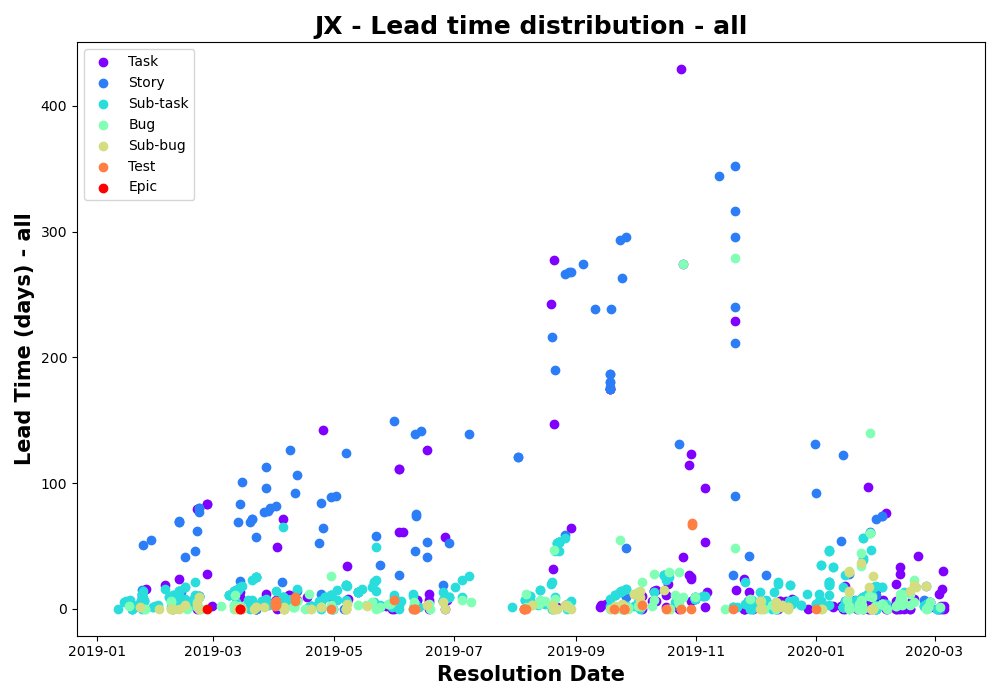 JX - Lead time distribution - all
Task
Story
Sub-task
Bug
Sub-bug
Test
Epic
400
300
200
100
0
Lead Time (days) - all
2019-01 2019-03 2019-05 2019-07 2019-09 2019-11 2020-01 2020-03
Resolution Date